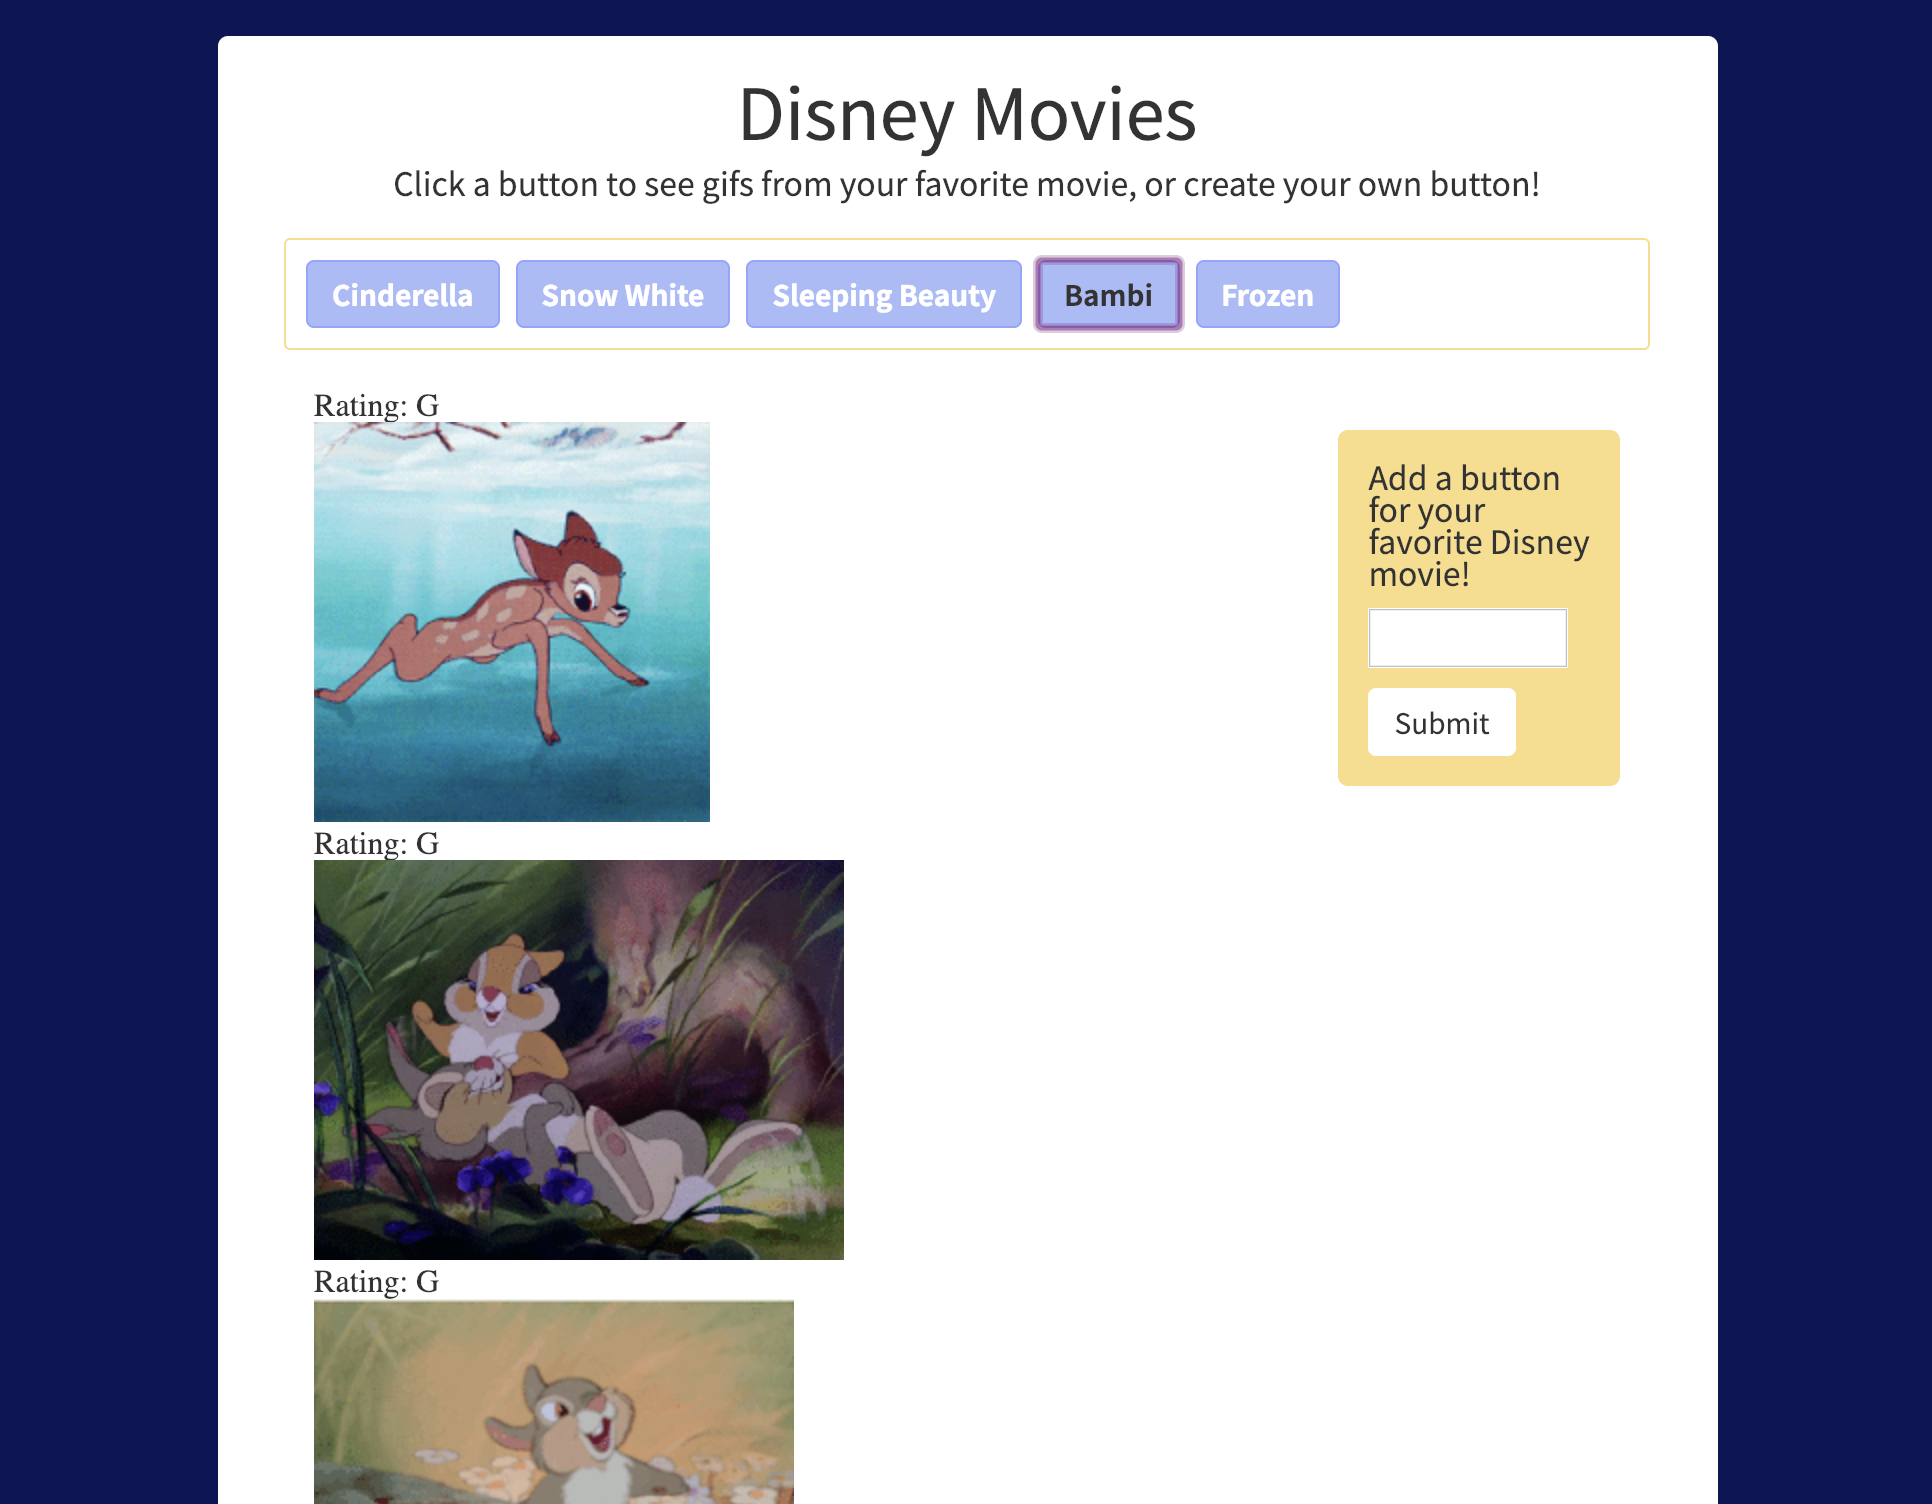 Disney Movies
Click a button to see gifs from your favorite movie, or create your own button!
Cinderella
Snow White
Sleeping Beauty
Bambi
Frozen
Rating: G
Add a button
for your
favorite Disney
movie!
Submit
Rating: G
Rating: G